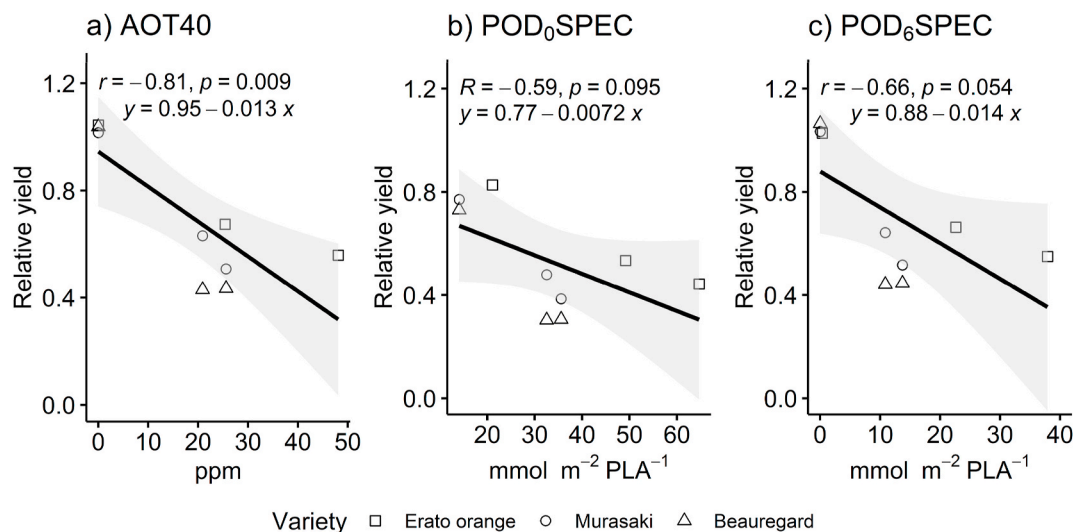 a) AOT40
b) POD₀SPEC
c) POD₆SPEC
r = −0.81, p = 0.009
y = 0.95 − 0.013 x
R = −0.59, p = 0.095
y = 0.77 − 0.0072 x
r = −0.66, p = 0.054
y = 0.88 − 0.014 x
Relative yield
1.2
0.8
0.4
0.0
0 10 20 30 40 50
ppm
Relative yield
1.2
0.8
0.4
0.0
20 30 40 50 60
mmol m⁻² PLA⁻¹
Relative yield
1.2
0.8
0.4
0.0
0 10 20 30 40
mmol m⁻² PLA⁻¹
Variety Erato orange Murasaki Beauregard